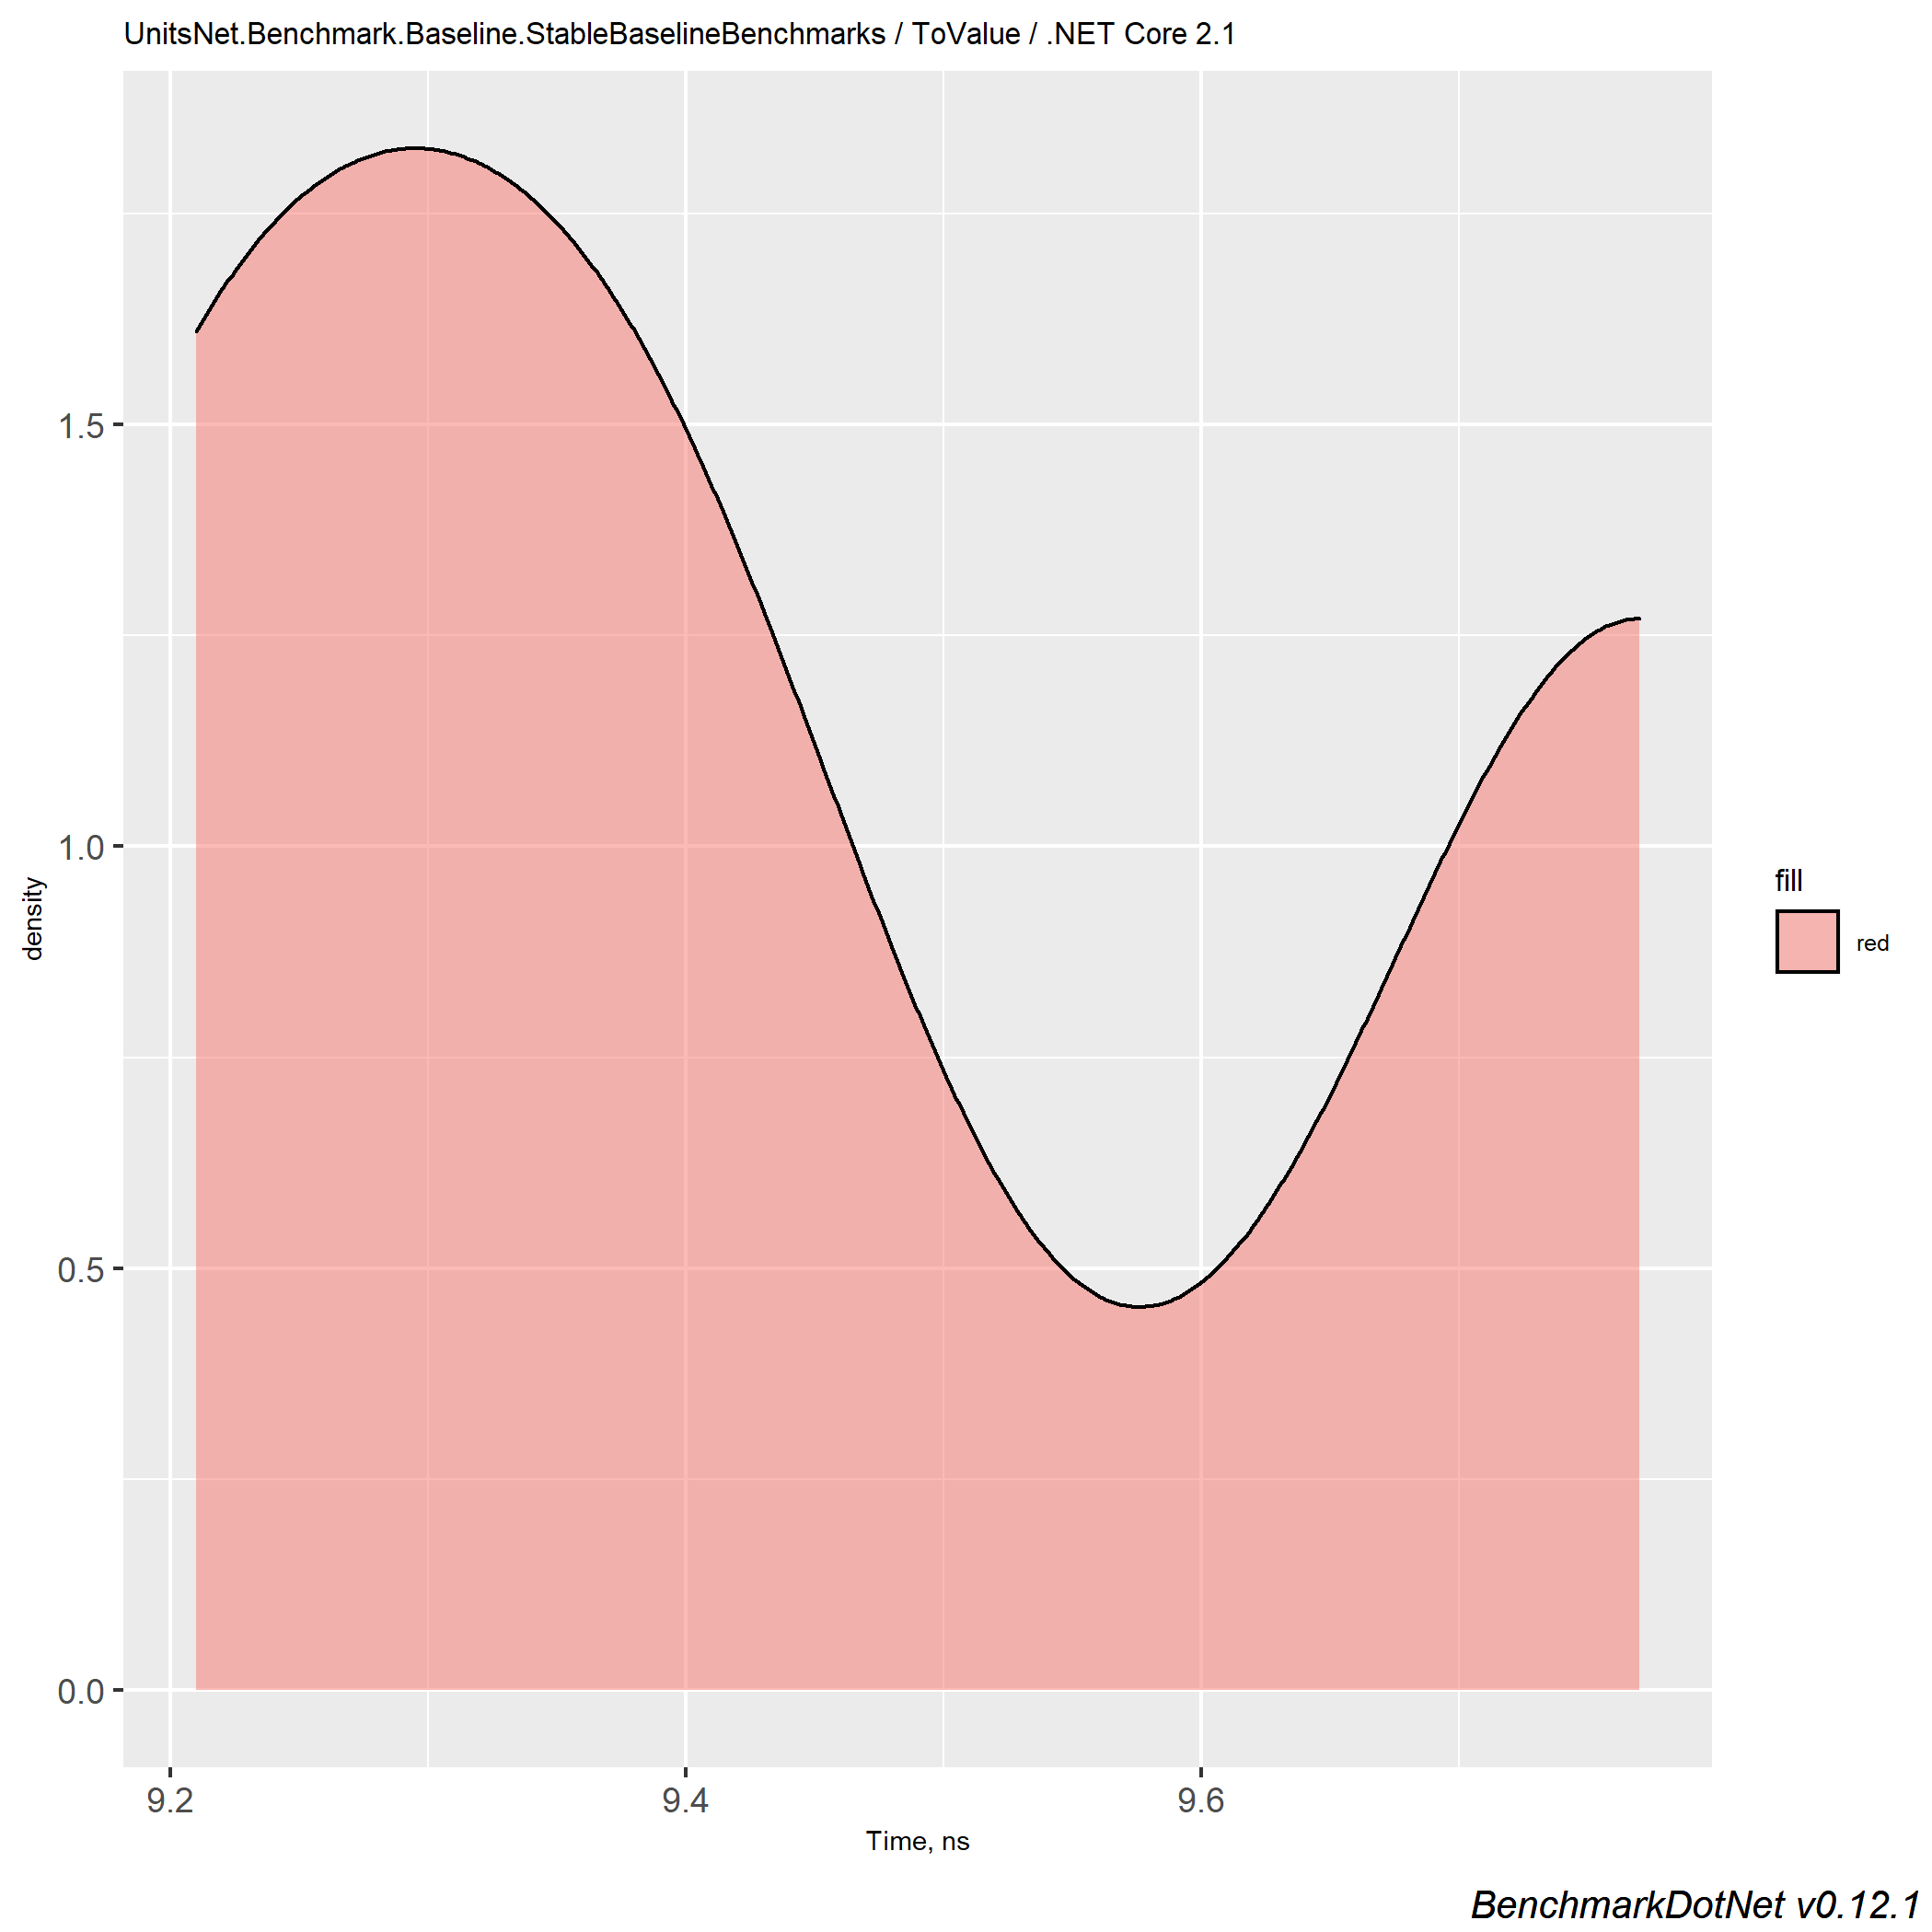 UnitsNet.Benchmark.Baseline.StableBaselineBenchmarks / ToValue / .NET Core 2.1
1.5
1.0
0.5
0.0
density
9.2
9.4
9.6
Time, ns
fill
red
BenchmarkDotNet v0.12.1